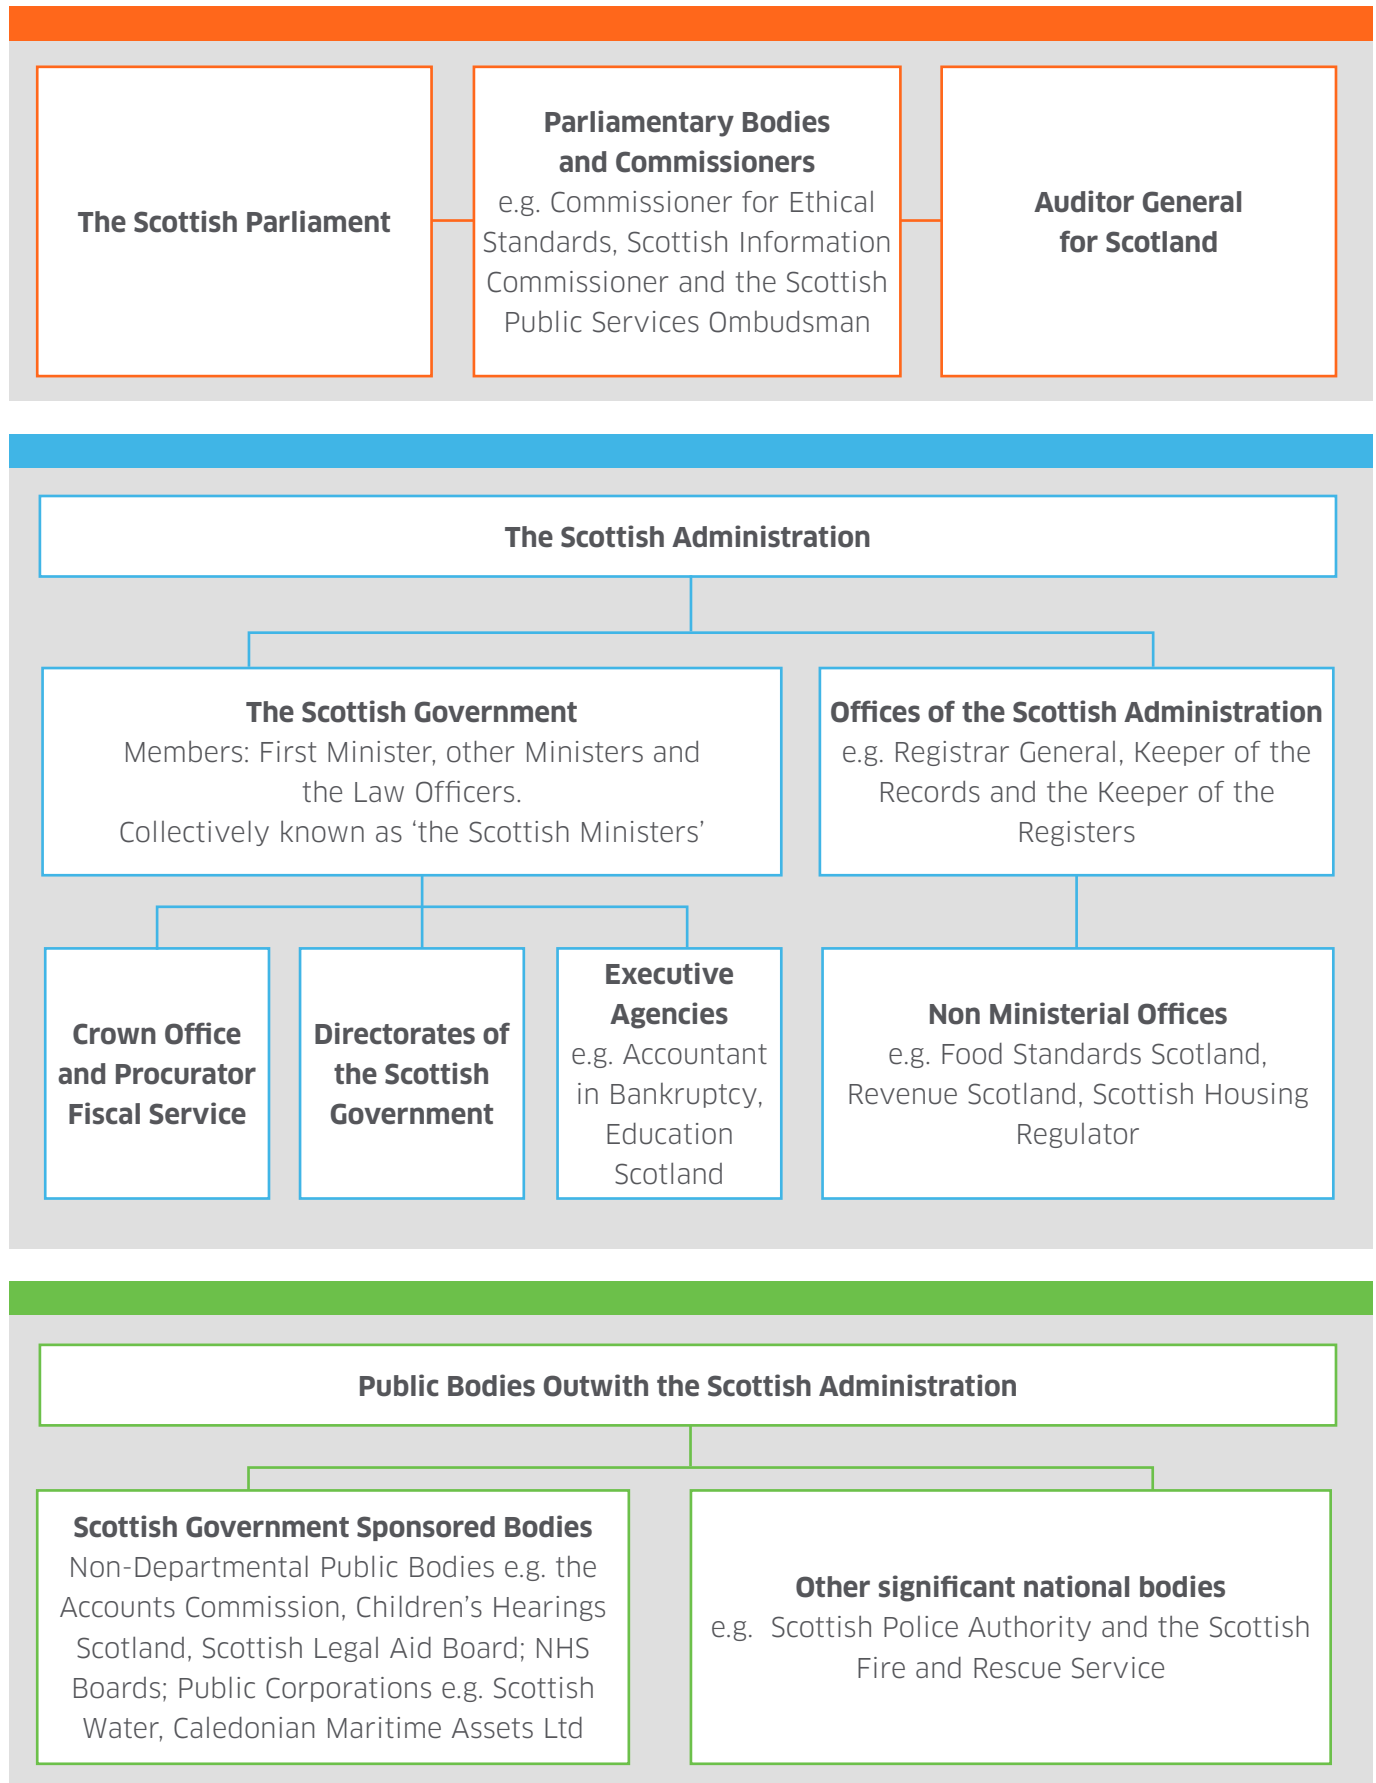 The Scottish Parliament
Parliamentary Bodies
and Commissioners
e.g. Commissioner for Ethical
Standards, Scottish Information
Commissioner and the Scottish
Public Services Ombudsman
Auditor General
for Scotland
The Scottish Administration
The Scottish Government
Members: First Minister, other Ministers and
the Law Officers.
Collectively known as ‘the Scottish Ministers’
Offices of the Scottish Administration
e.g. Registrar General, Keeper of the
Records and the Keeper of the
Registers
Crown Office
and Procurator
Fiscal Service
Directorates of
the Scottish
Government
Executive
Agencies
e.g. Accountant
in Bankruptcy,
Education
Scotland
Non Ministerial Offices
e.g. Food Standards Scotland,
Revenue Scotland, Scottish Housing
Regulator
Public Bodies Outwith the Scottish Administration
Scottish Government Sponsored Bodies
Non-Departmental Public Bodies e.g. the
Accounts Commission, Children’s Hearings
Scotland, Scottish Legal Aid Board; NHS
Boards; Public Corporations e.g. Scottish
Water, Caledonian Maritime Assets Ltd
Other significant national bodies
e.g. Scottish Police Authority and the Scottish
Fire and Rescue Service